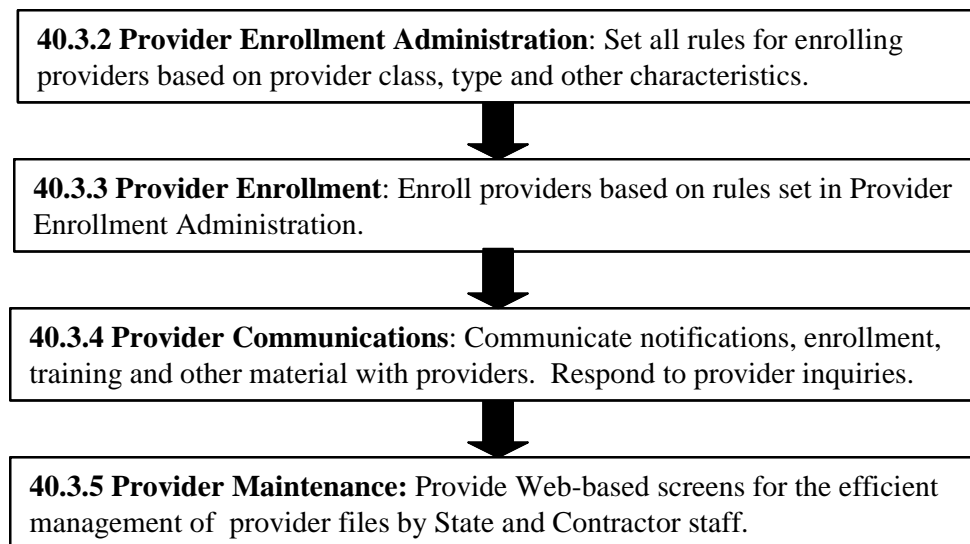 40.3.2 Provider Enrollment Administration: Set all rules for enrolling
providers based on provider class, type and other characteristics.
40.3.3 Provider Enrollment: Enroll providers based on rules set in Provider
Enrollment Administration.
40.3.4 Provider Communications: Communicate notifications, enrollment,
training and other material with providers.  Respond to provider inquiries.
40.3.5 Provider Maintenance: Provide Web-based screens for the efficient
management of  provider files by State and Contractor staff.